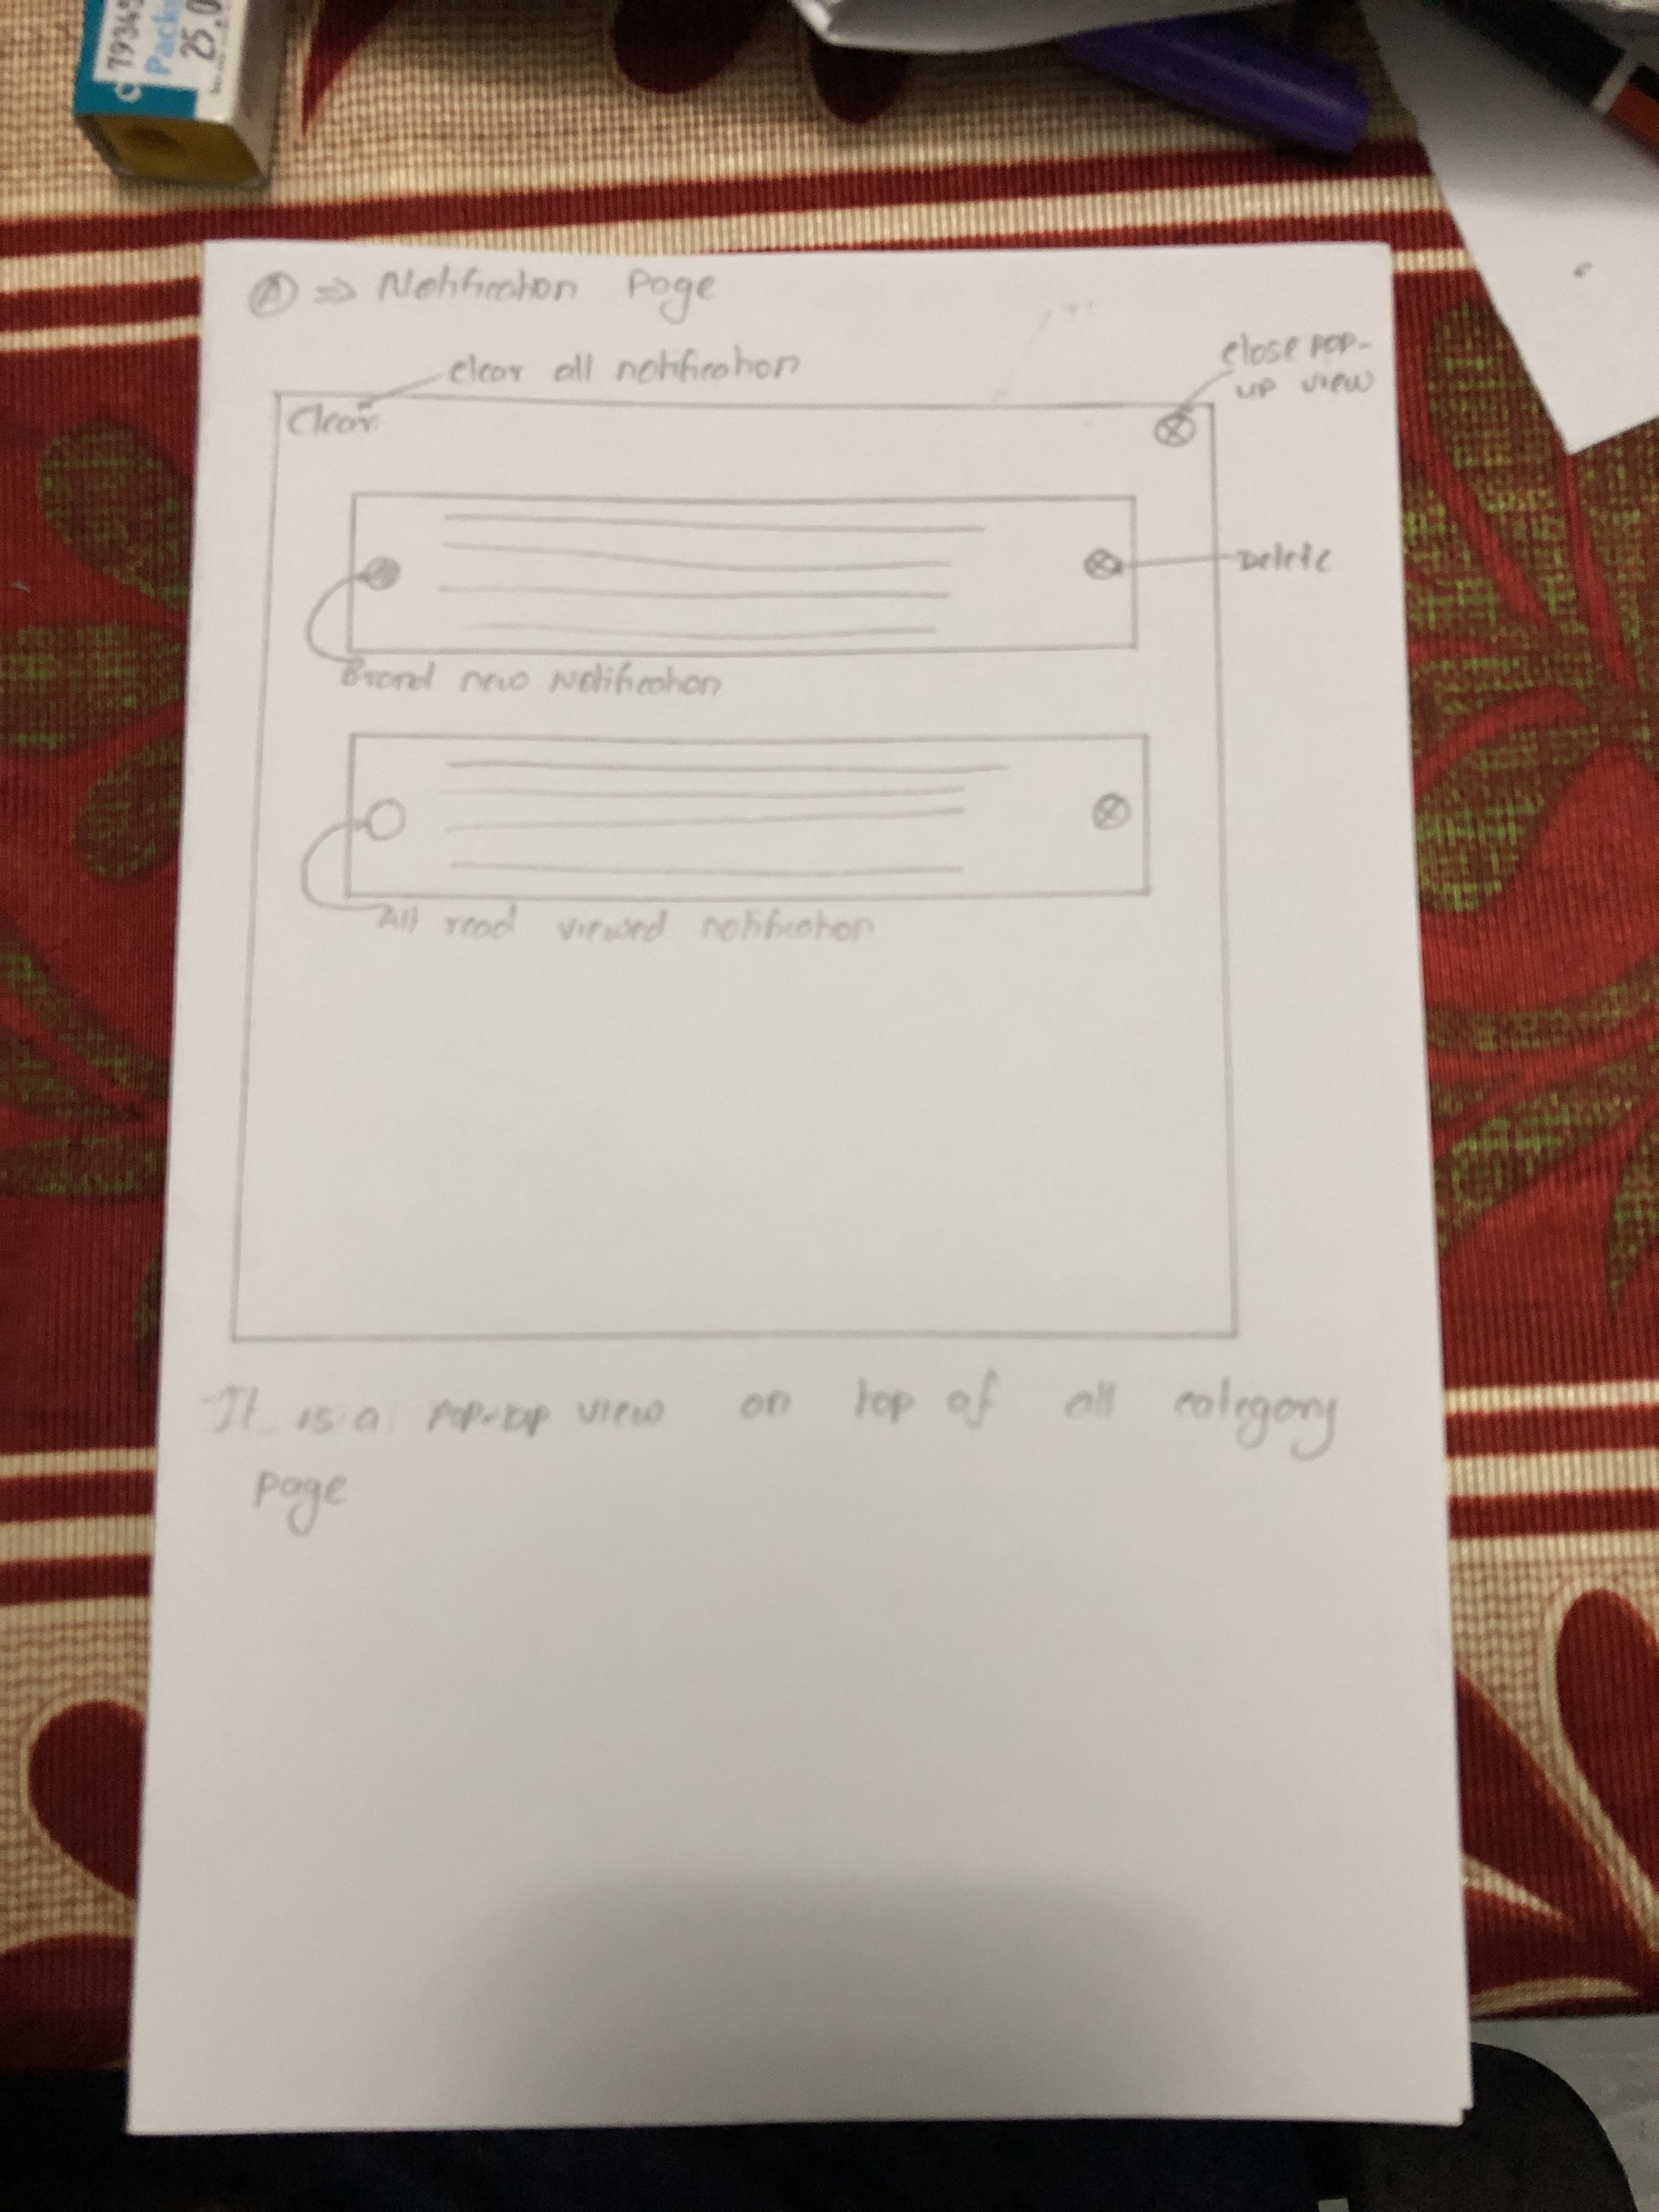 Ⓐ ⇒ Notification Page
clear all notification
close pop-
up view
Clear
Delete
Brand new Notification
All read viewed notification
It is a pop-up view on top of all category
page
79345
Pack
25.0